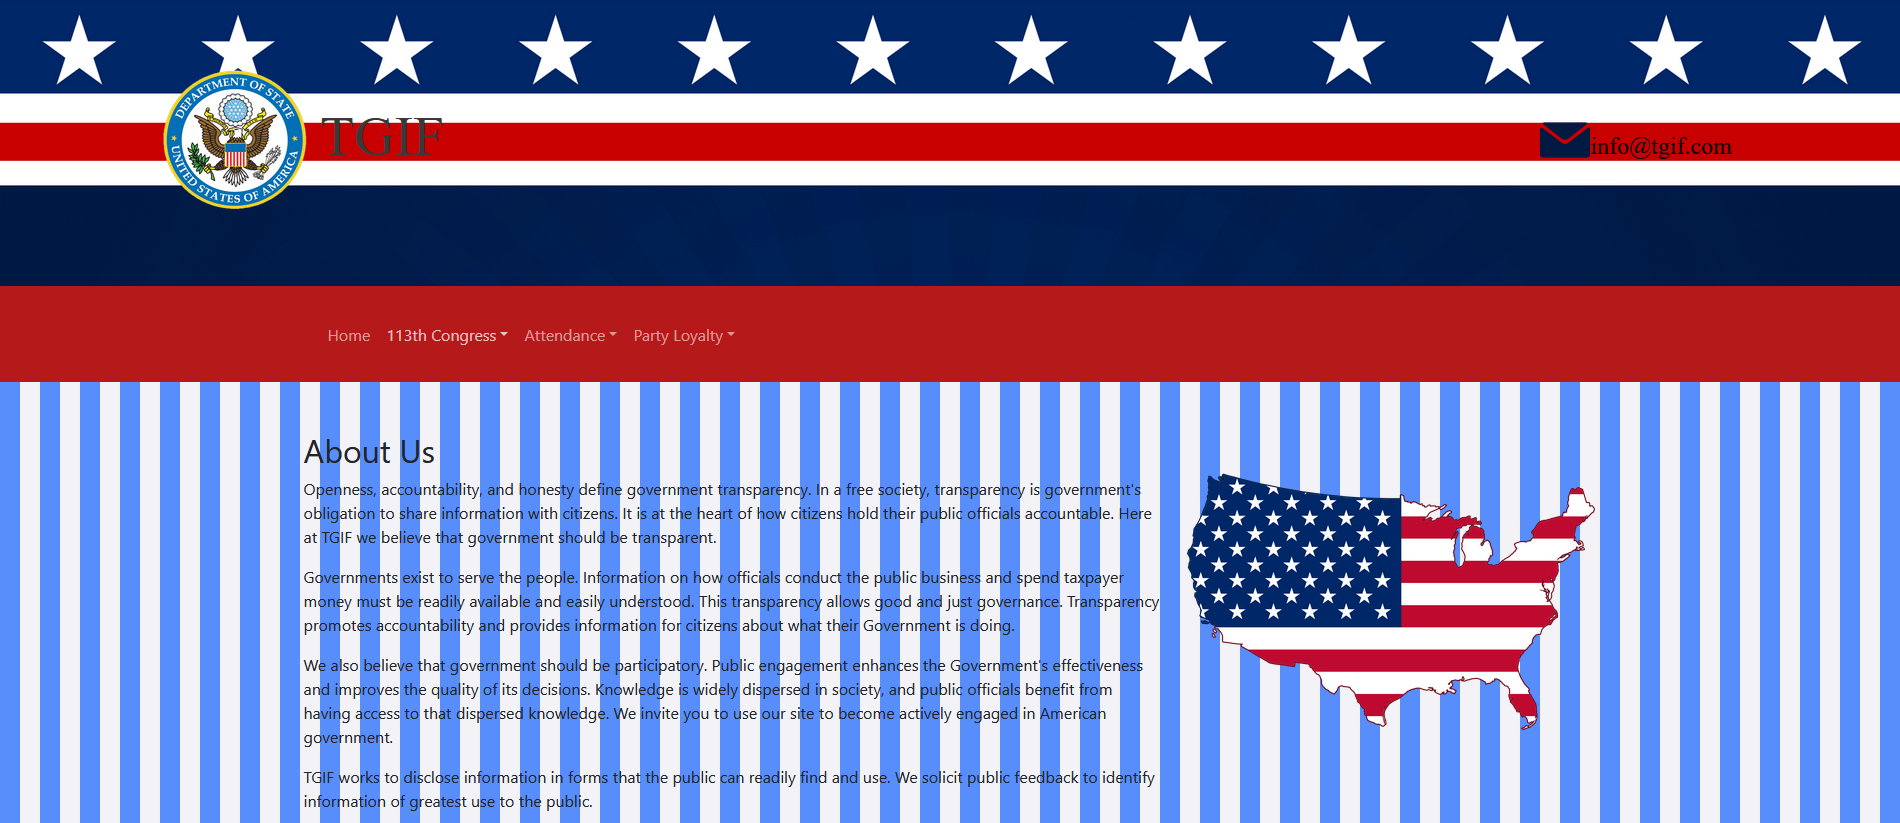 DEPARTMENT OF STATE
UNITED STATES OF AMERICA
TGIF
info@tgif.com
Home 113th Congress Attendance Party Loyalty
About Us
Openness, accountability, and honesty define government transparency. In a free society, transparency is government's
obligation to share information with citizens. It is at the heart of how citizens hold their public officials accountable. Here
at TGIF we believe that government should be transparent.
Governments exist to serve the people. Information on how officials conduct the public business and spend taxpayer
money must be readily available and easily understood. This transparency allows good and just governance. Transparency
promotes accountability and provides information for citizens about what their Government is doing.
We also believe that government should be participatory. Public engagement enhances the Government's effectiveness
and improves the quality of its decisions. Knowledge is widely dispersed in society, and public officials benefit from
having access to that dispersed knowledge. We invite you to use our site to become actively engaged in American
government.
TGIF works to disclose information in forms that the public can readily find and use. We solicit public feedback to identify
information of greatest use to the public.